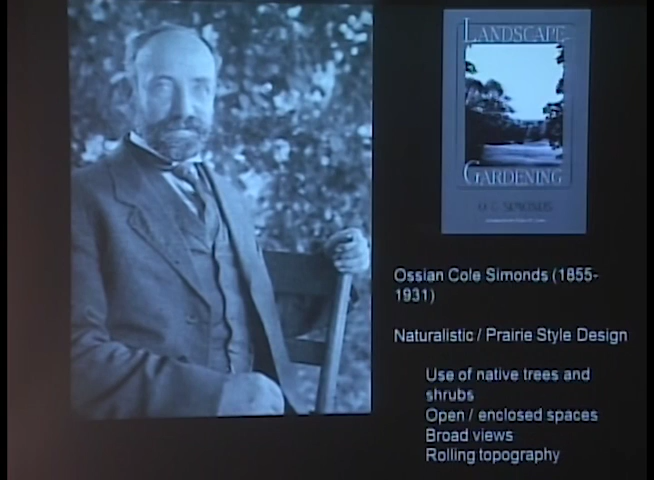 LANDSCAPE
GARDENING
O. C. SIMONDS
Ossian Cole Simonds (1855-
1931)
Naturalistic / Prairie Style Design
Use of native trees and
shrubs
Open / enclosed spaces
Broad views
Rolling topography